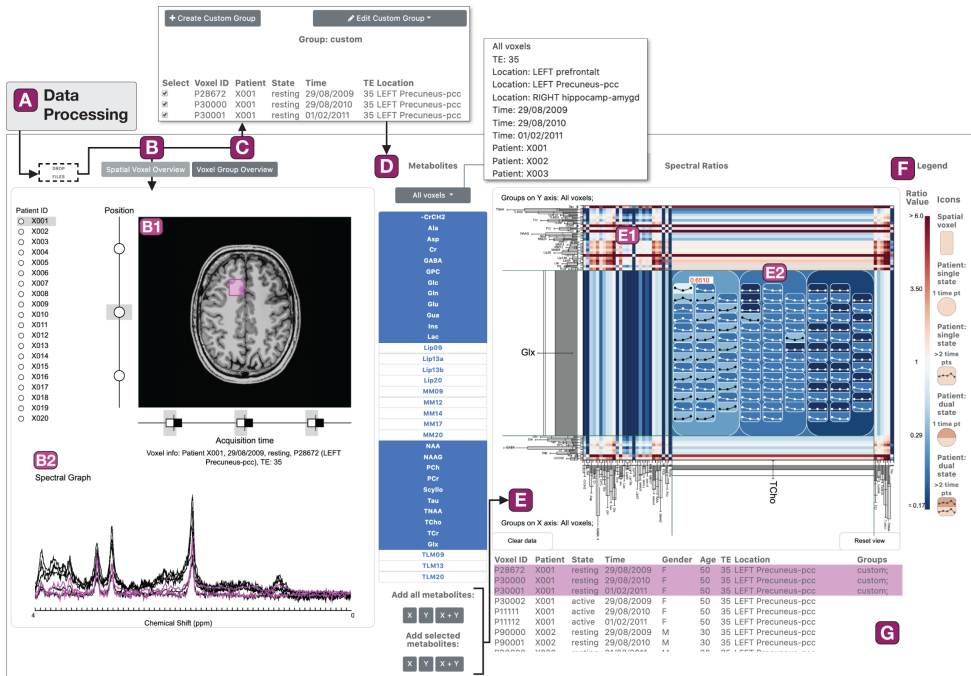 + Create Custom Group
Edit Custom Group
Group: custom
Select Voxel ID Patient State Time TE Location
P28672 X001 resting 29/08/2009 35 LEFT Precuneus-pcc
P30000 X001 resting 29/08/2010 35 LEFT Precuneus-pcc
P30001 X001 resting 01/02/2011 35 LEFT Precuneus-pcc
All voxels
TE: 35
Location: LEFT prefrontalt
Location: LEFT Precuneus-pcc
Location: RIGHT hippocamp-amygd
Time: 29/08/2009
Time: 29/08/2010
Time: 01/02/2011
Patient: X001
Patient: X002
Patient: X003
A Data
Processing
DROP
FILES
B
C
Spatial Voxel Overview
Voxel Group Overview
D
Metabolites
All voxels
Spectral Ratios
F
Legend
Patient ID
X001
X002
X003
X004
X005
X006
X007
X008
X009
X010
X011
X012
X013
X014
X015
X016
X017
X018
X019
X020
Position
B1
Acquisition time
Voxel info: Patient X001, 29/08/2009, resting, P28672 (LEFT
Precuneus-pcc), TE: 35
B2
Spectral Graph
4
3
2
1
0
Chemical Shift (ppm)
-CrCH2
Ala
Asp
Cr
GABA
GPC
Glc
Gln
Glu
Gua
Ins
Lac
Lip09
Lip13a
Lip13b
Lip20
MM09
MM12
MM14
MM17
MM20
NAA
NAAG
PCh
PCr
Scyllo
Tau
TNAA
TCho
TCr
Glx
TLM09
TLM13
TLM20
Add all metabolites:
X Y X + Y
Add selected
metabolites:
X Y X + Y
Groups on Y axis: All voxels;
E1
E2
0.6510
Glx
TCho
E
Groups on X axis: All voxels;
Clear data
Reset view
Ratio
Value
> 6.0
3.50
1
0.29
Icons
Spatial
voxel
Patient:
single
state
1 time pt
Patient:
single
state
>2 time
pts
Patient:
dual
state
1 time pt
Patient:
dual
state
>2 time
pts
Voxel ID Patient State Time Gender Age TE Location Groups
P28672 X001 resting 29/08/2009 F 50 35 LEFT Precuneus-pcc custom;
P30000 X001 resting 29/08/2010 F 50 35 LEFT Precuneus-pcc custom;
P30001 X001 resting 01/02/2011 F 50 35 LEFT Precuneus-pcc custom;
P30002 X001 active 29/08/2009 F 50 35 LEFT Precuneus-pcc
P11111 X001 active 29/08/2010 F 50 35 LEFT Precuneus-pcc
P11112 X001 active 01/02/2011 F 50 35 LEFT Precuneus-pcc
P90000 X002 resting 29/08/2009 M 30 35 LEFT Precuneus-pcc
P90001 X002 resting 29/08/2010 M 30 35 LEFT Precuneus-pcc
G